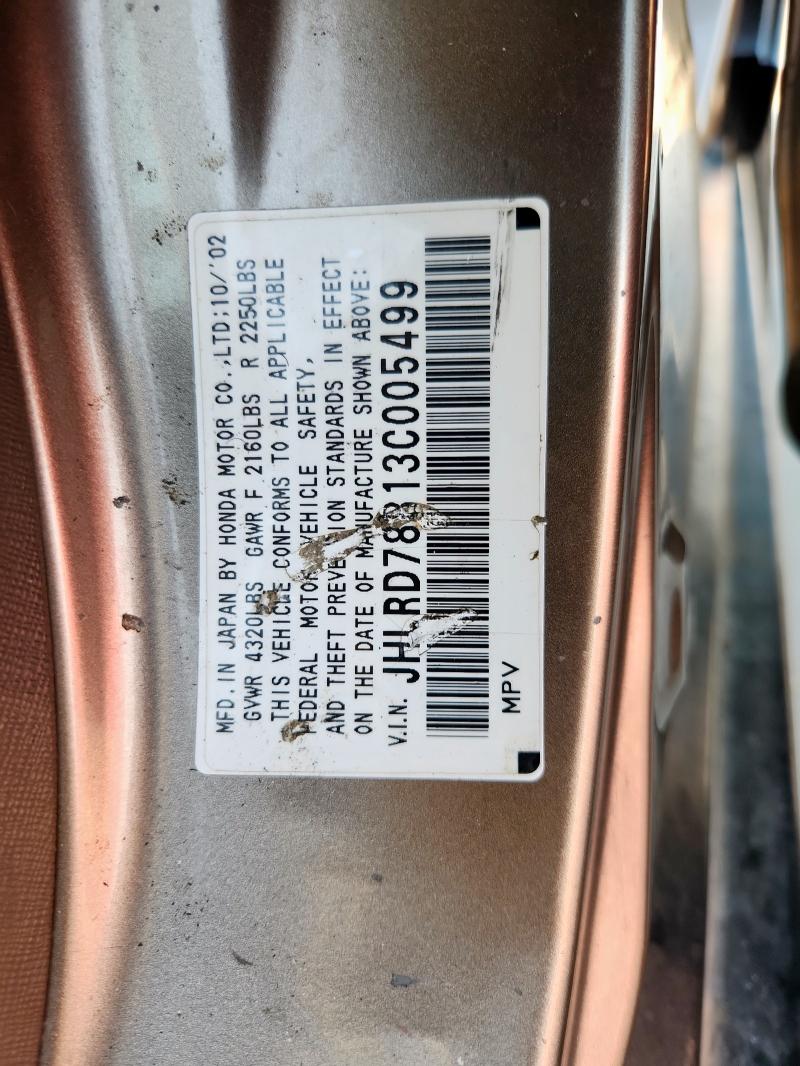 MFD. IN JAPAN BY HONDA MOTOR CO.,LTD;10/'02
GVWR 4320LBS GAWR F 2160LBS R 2250LBS
THIS VEHICLE CONFORMS TO ALL APPLICABLE
FEDERAL MOTOR VEHICLE SAFETY,
AND THEFT PREVENTION STANDARDS IN EFFECT
ON THE DATE OF MANUFACTURE SHOWN ABOVE:
V.I.N. JHLRD78813C005499
MPV